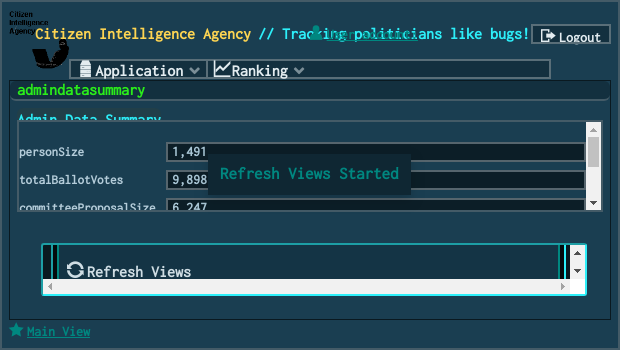 Citizen
Intelligence
Agency
Citizen Intelligence Agency // Tracking politicians like bugs!
Logout
Application
Ranking
admindatasummary
Admin Data Summary
personSize
1,491
totalBallotVotes
9,898
Refresh Views Started
committeeProposalSize
6,247
Refresh Views
Main View